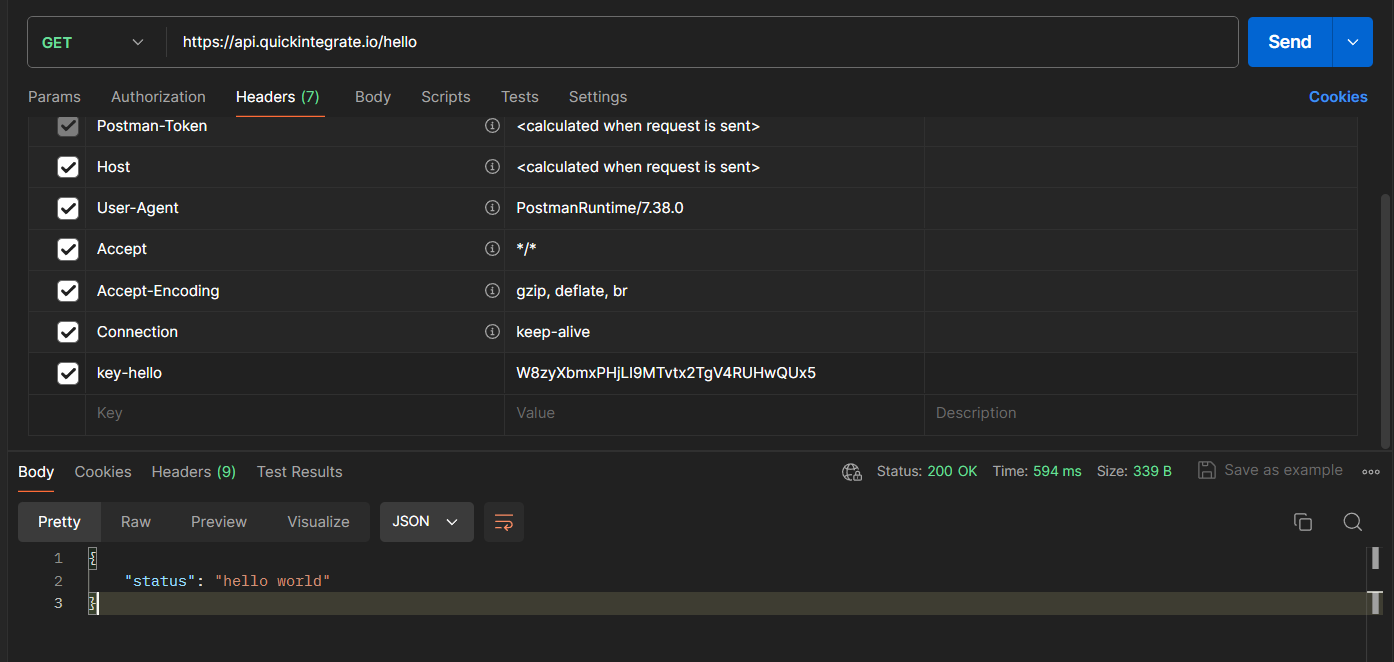 GET https://api.quickintegrate.io/hello Send
Params Authorization Headers (7) Body Scripts Tests Settings Cookies
Postman-Token <calculated when request is sent>
Host <calculated when request is sent>
User-Agent PostmanRuntime/7.38.0
Accept */*
Accept-Encoding gzip, deflate, br
Connection keep-alive
key-hello W8zyXbmxPHjLI9MTvtx2TgV4RUHwQUx5
Key Value Description
Body Cookies Headers (9) Test Results Status: 200 OK Time: 594 ms Size: 339 B Save as example
Pretty Raw Preview Visualize JSON
1 {
2 "status": "hello world"
3 }